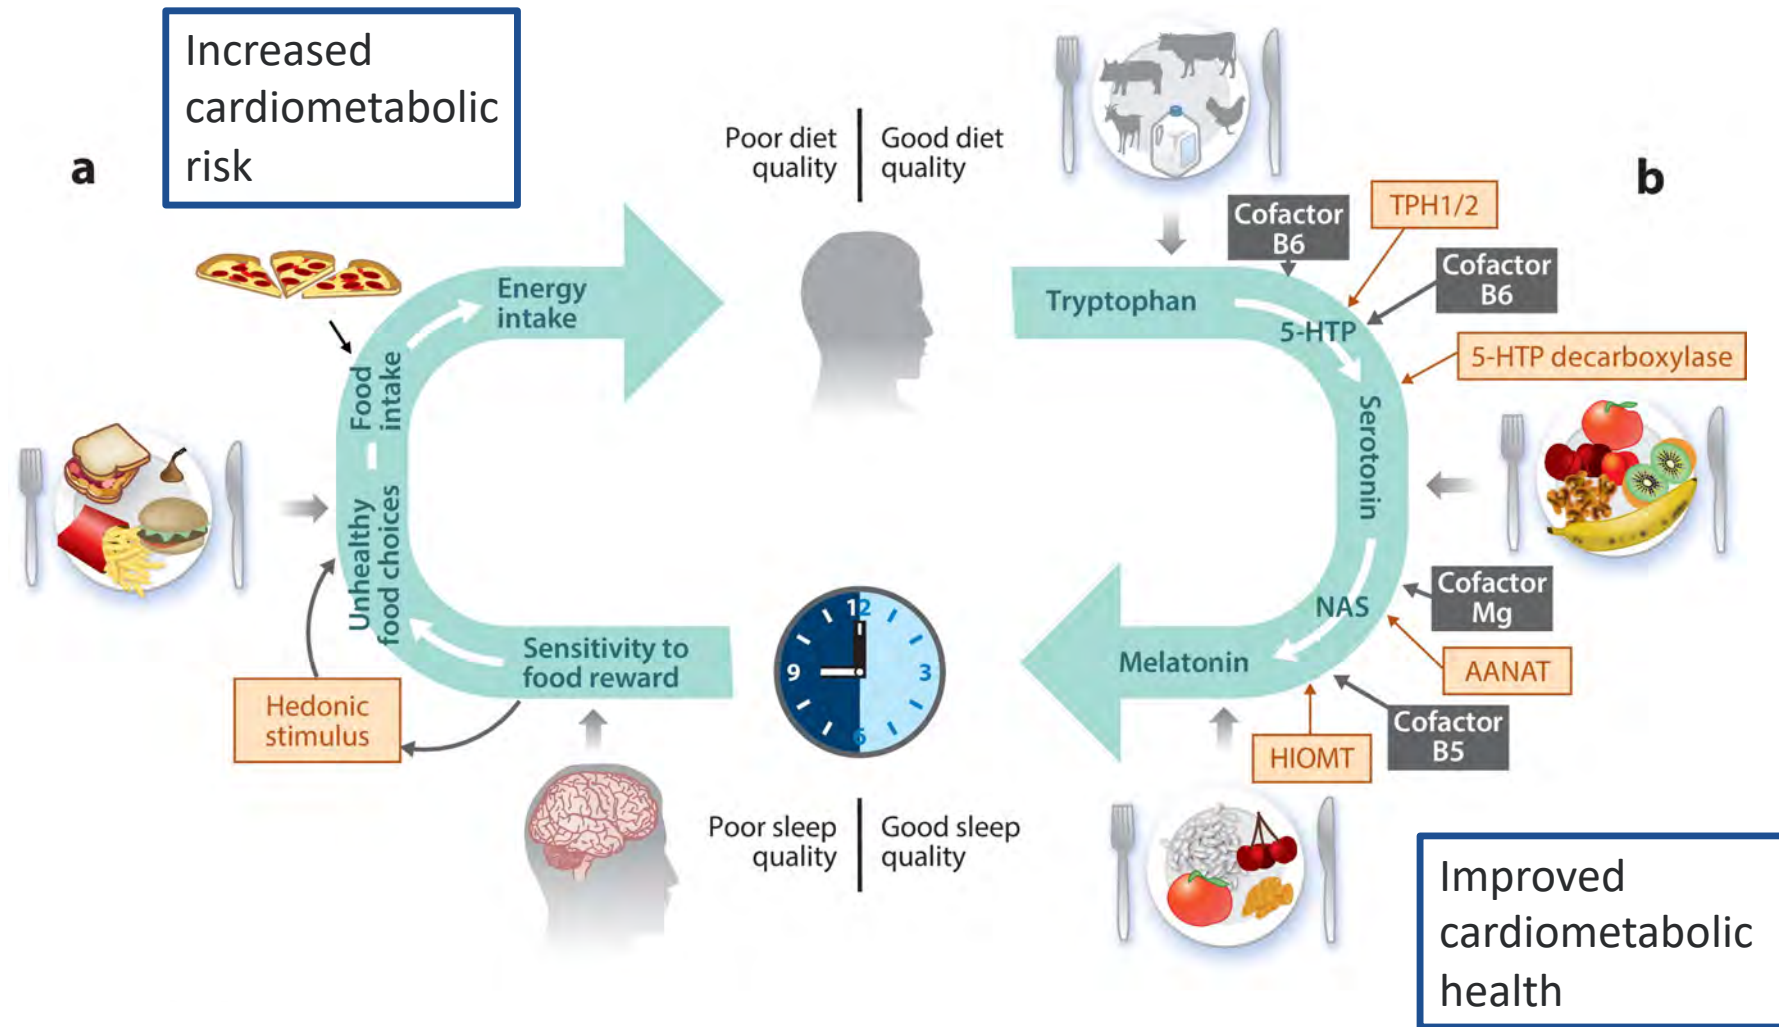 Increased
cardiometabolic
risk
a
Poor diet
quality
Good diet
quality
b
Cofactor
B6
TPH1/2
Cofactor
B6
Energy
intake
Tryptophan
5-HTP
5-HTP decarboxylase
Food
intake
Serotonin
Unhealthy
food choices
Cofactor
Mg
NAS
AANAT
Sensitivity to
food reward
12
9
3
6
Melatonin
Hedonic
stimulus
Cofactor
B5
HIOMT
Poor sleep
quality
Good sleep
quality
Improved
cardiometabolic
health